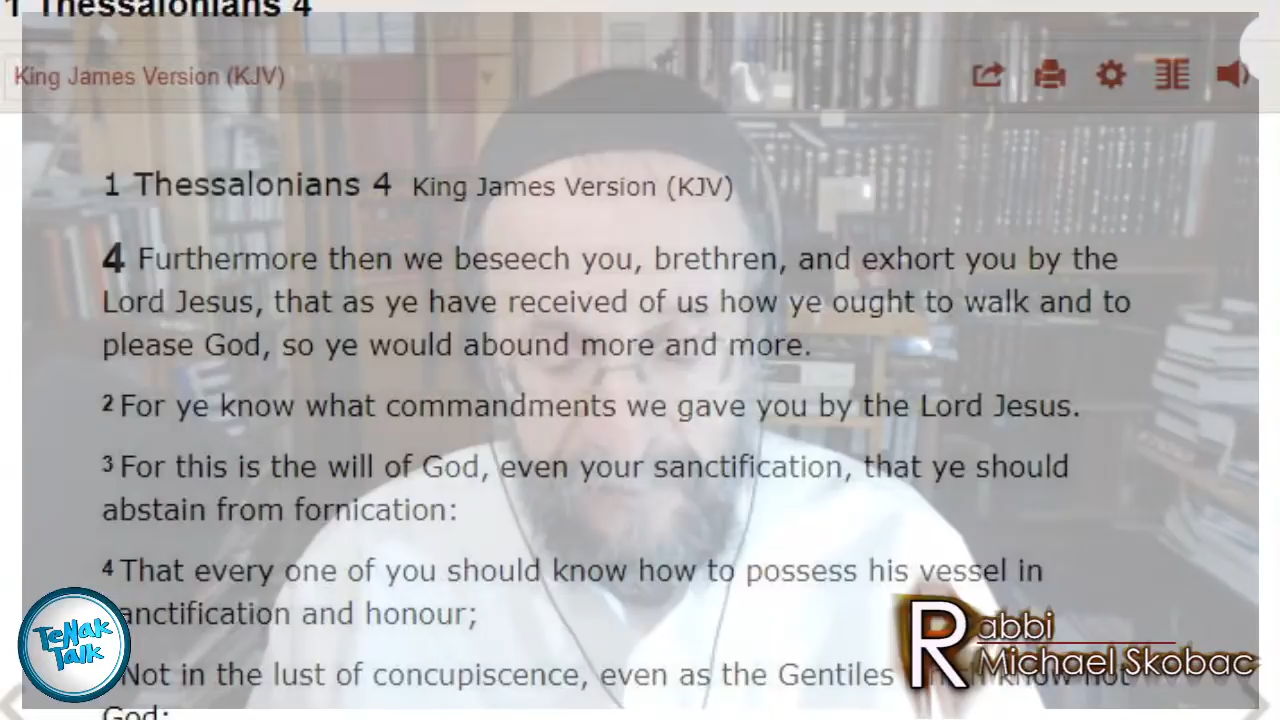 1 Thessalonians 4
King James Version (KJV)
1 Thessalonians 4 King James Version (KJV)
4 Furthermore then we beseech you, brethren, and exhort you by the
Lord Jesus, that as ye have received of us how ye ought to walk and to
please God, so ye would abound more and more.
2 For ye know what commandments we gave you by the Lord Jesus.
3 For this is the will of God, even your sanctification, that ye should
abstain from fornication:
4 That every one of you should know how to possess his vessel in
anctification and honour;
Not in the lust of concupiscence, even as the Gentiles know not
God:
TeNak
Talk
Rabbi
Michael Skobac